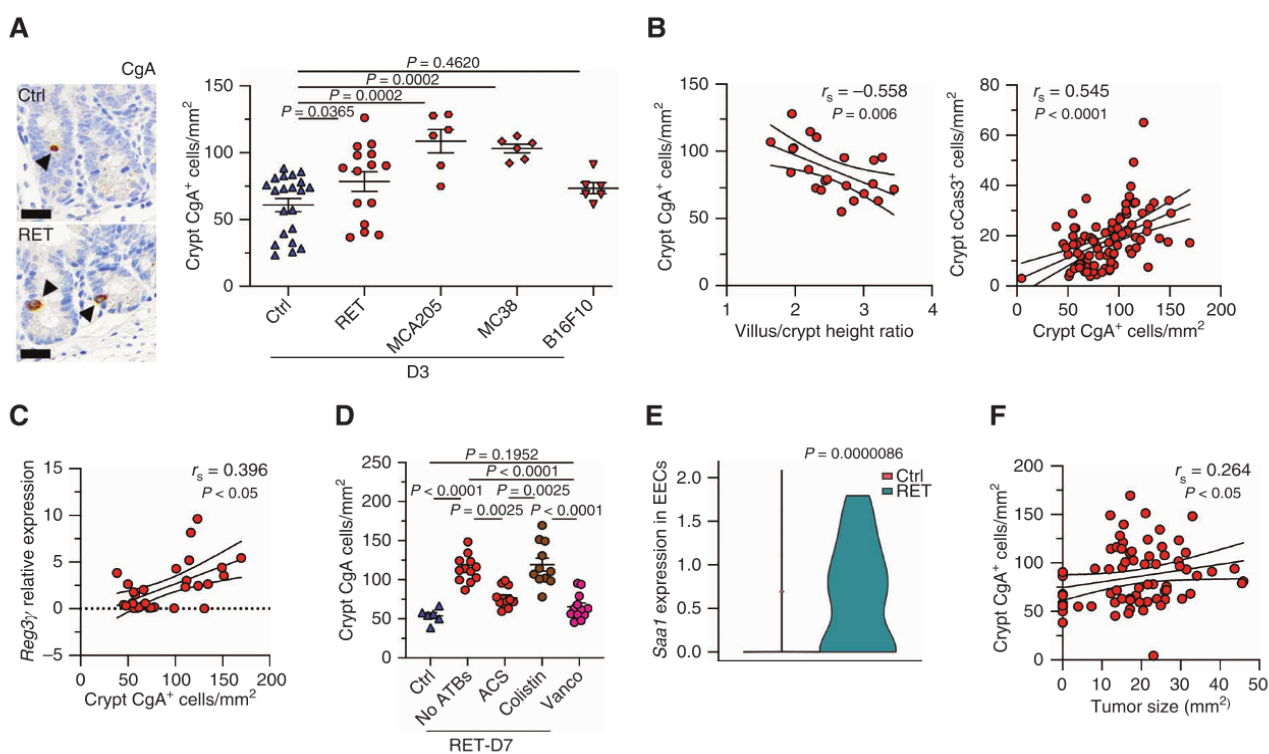 A
CgA
Ctrl
RET
Crypt CgA⁺ cells/mm²
150
100
50
0
P = 0.4620
P = 0.0002
P = 0.0002
P = 0.0365
Ctrl
RET
MCA205
MC38
B16F10
D3
B
Crypt CgA⁺ cells/mm²
150
100
50
0
rs = −0.558
P = 0.006
1
2
3
4
Villus/crypt height ratio
Crypt cCas3⁺ cells/mm²
80
60
40
20
0
rs = 0.545
P < 0.0001
0
50
100
150
200
Crypt CgA⁺ cells/mm²
C
Reg3γ relative expression
15
10
5
0
−5
rs = 0.396
P < 0.05
0
50
100
150
200
Crypt CgA⁺ cells/mm²
D
Crypt CgA cells/mm²
250
200
150
100
50
0
P = 0.1952
P < 0.0001
P < 0.0001 P = 0.0025
P = 0.0025 P < 0.0001
Ctrl
No ATBs
ACS
Colistin
Vanco
RET-D7
E
Saa1 expression in EECs
2.0
1.5
1.0
0.5
0.0
P = 0.0000086
Ctrl
RET
F
Crypt CgA⁺ cells/mm²
200
150
100
50
0
rs = 0.264
P < 0.05
0
10
20
30
40
50
Tumor size (mm²)